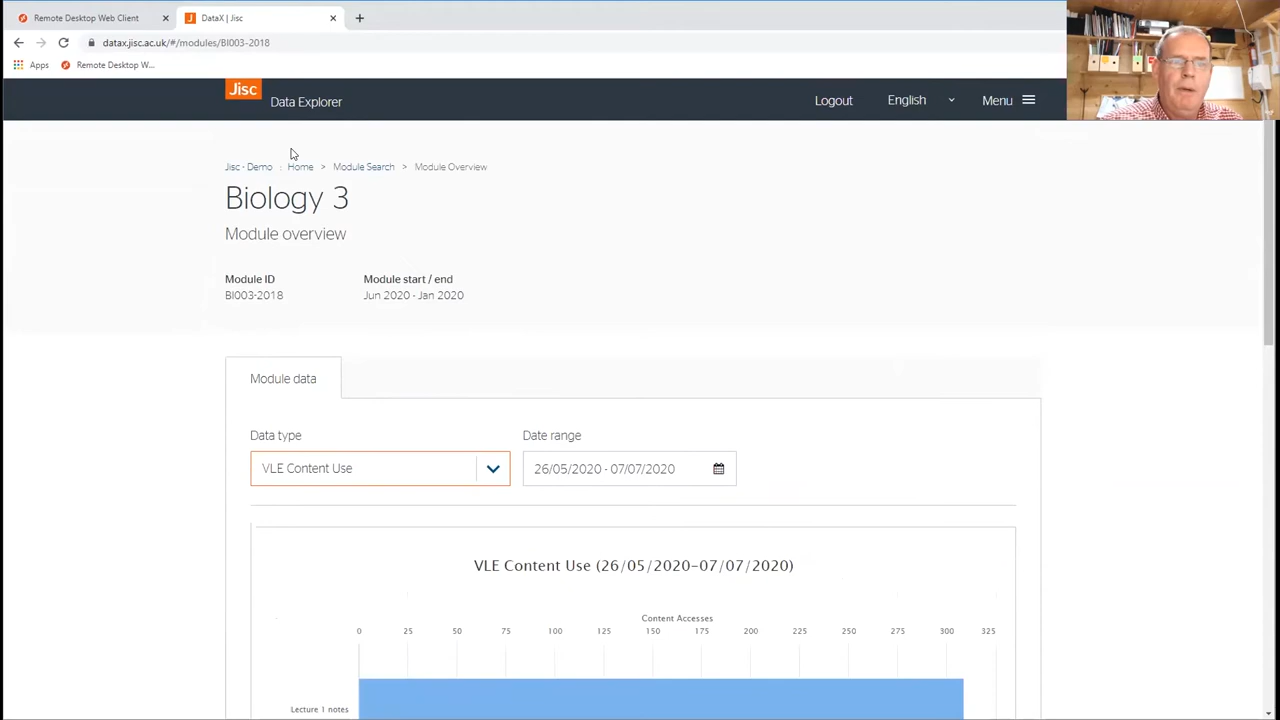 Remote Desktop Web Client
DataX | Jisc
datax.jisc.ac.uk/#/modules/BI003-2018
Apps
Remote Desktop W...
Jisc
Data Explorer
Logout
English
Menu
Jisc - Demo : Home > Module Search > Module Overview
Biology 3
Module overview
Module ID
Module start / end
BI003-2018
Jun 2020 - Jan 2020
Module data
Data type
Date range
VLE Content Use
26/05/2020 - 07/07/2020
VLE Content Use (26/05/2020–07/07/2020)
Content Accesses
0 25 50 75 100 125 150 175 200 225 250 275 300 325
Lecture 1 notes